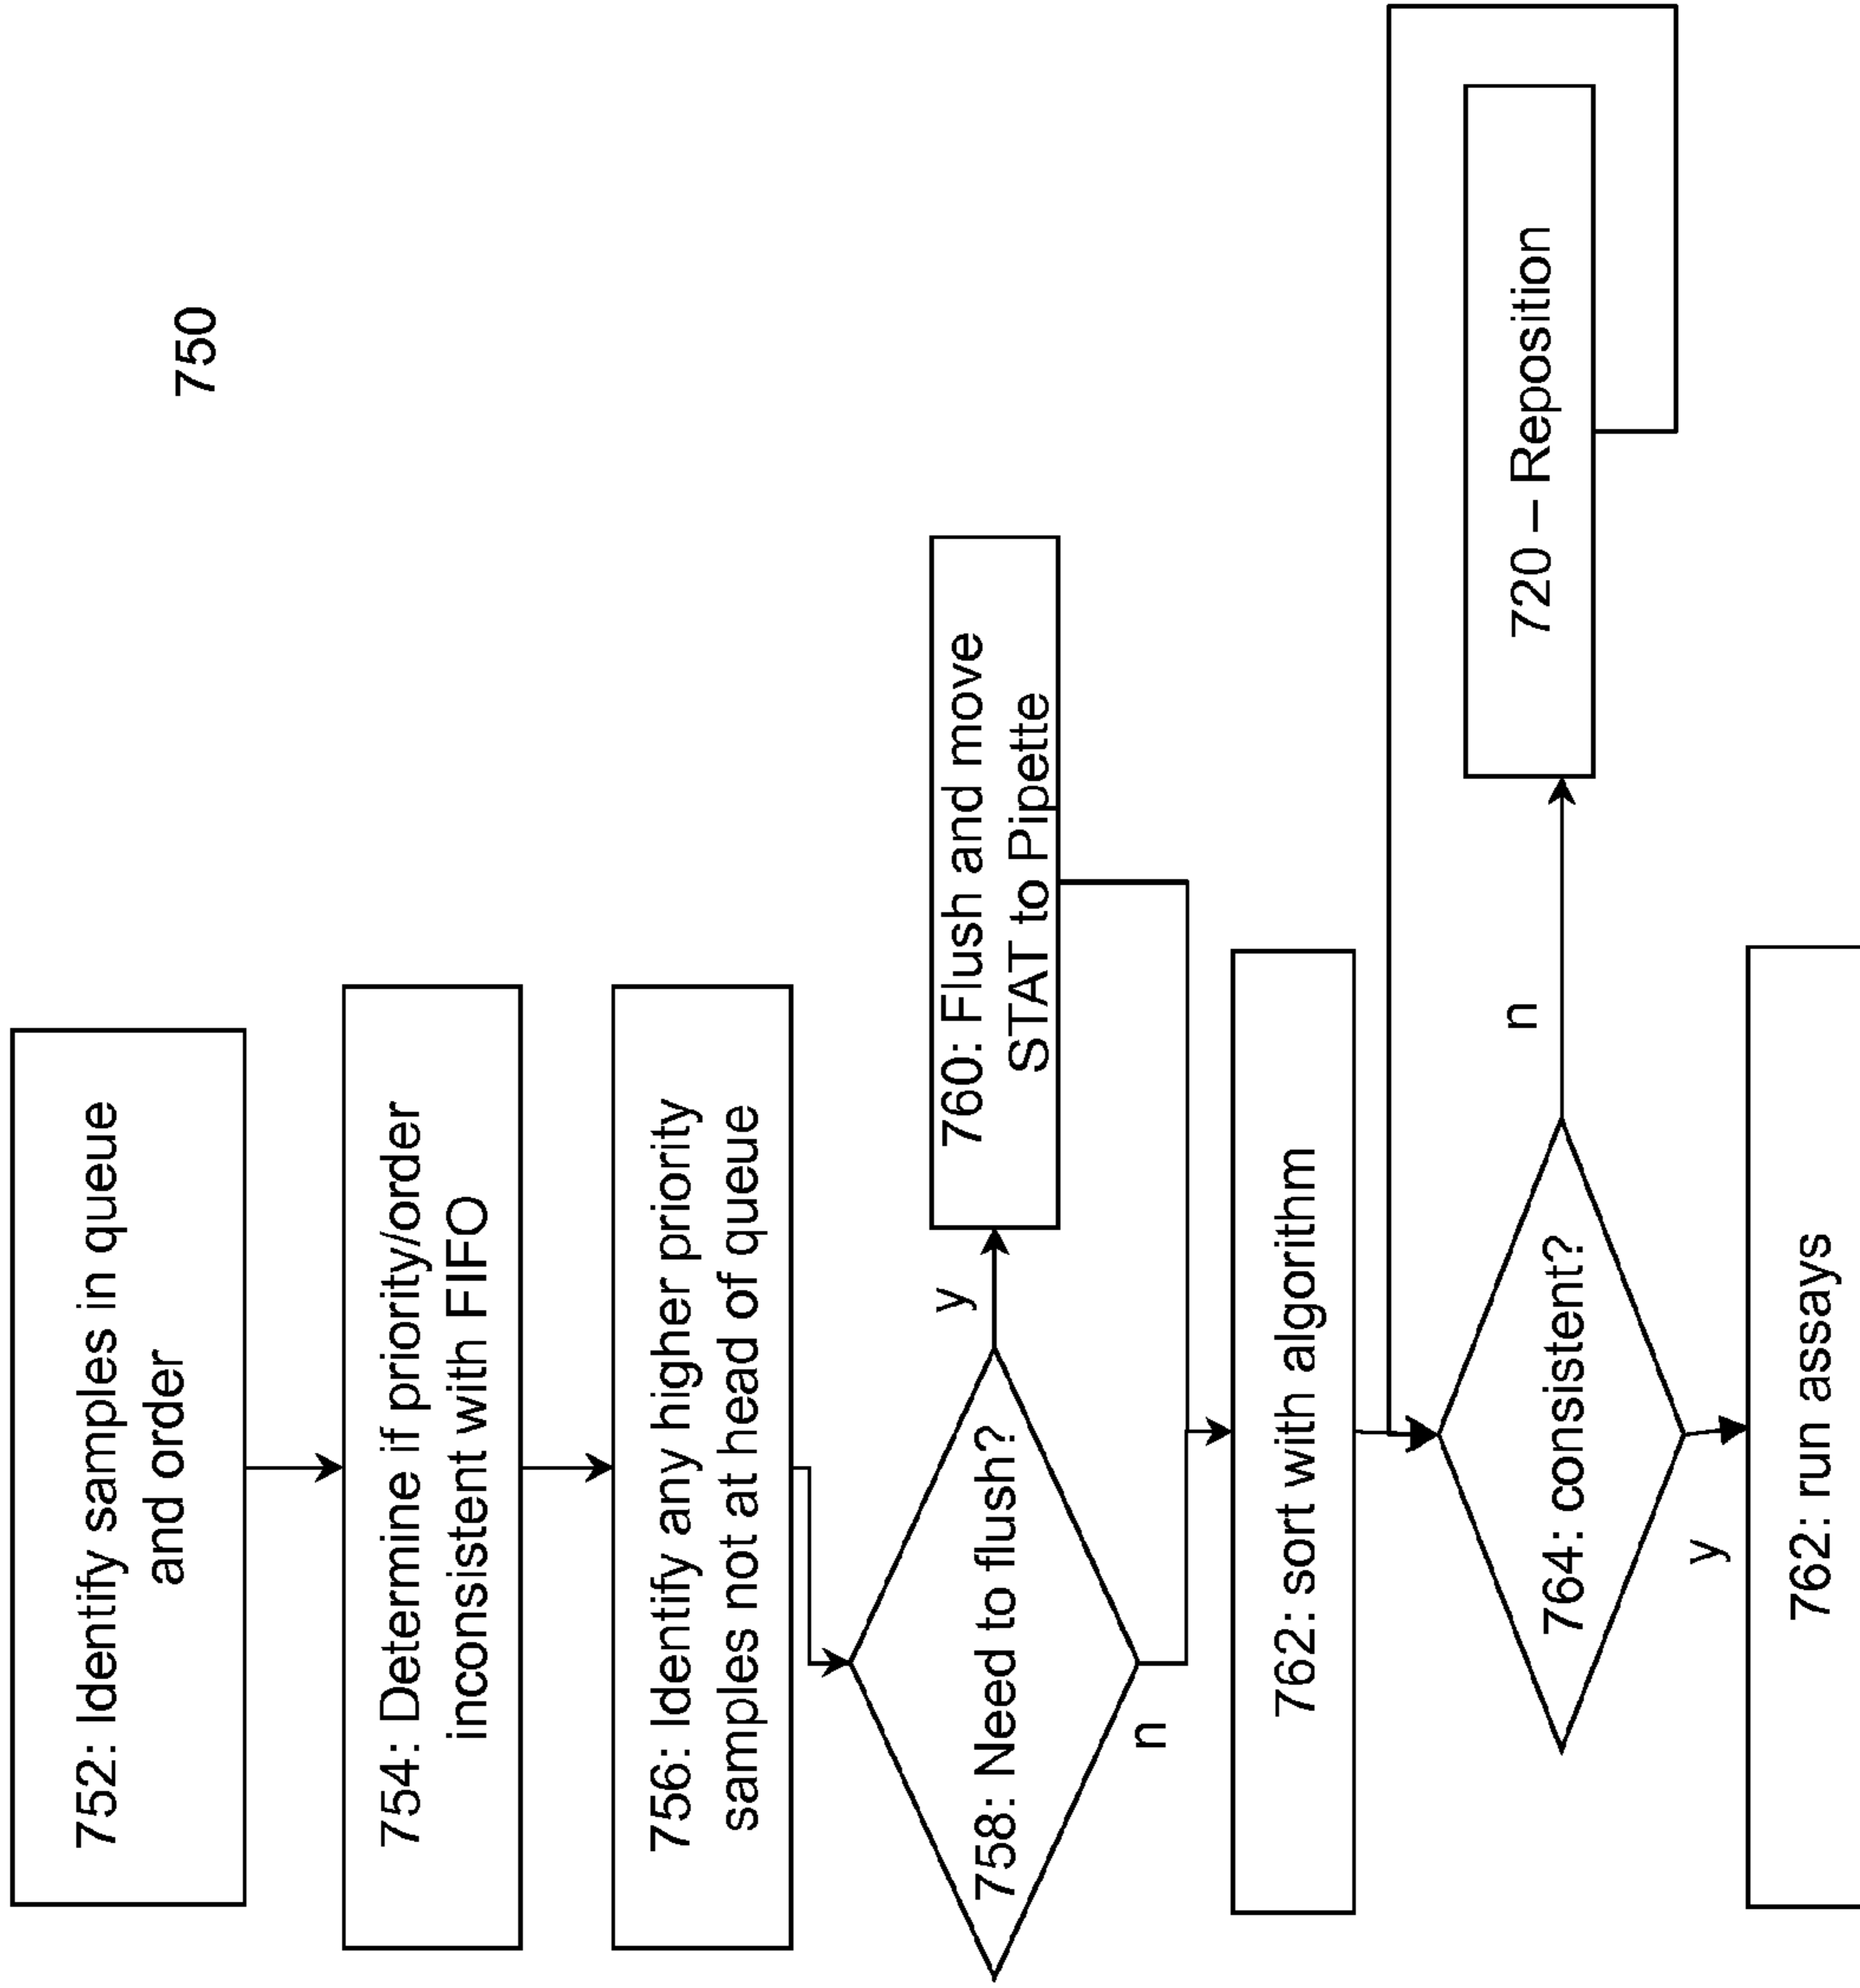 750
752: Identify samples in queue
and order
754: Determine if priority/order
inconsistent with FIFO
756: Identify any higher priority
samples not at head of queue
758: Need to flush?
y
760: Flush and move
STAT to Pipette
n
762: sort with algorithm
764: consistent?
n
720 – Reposition
y
762: run assays